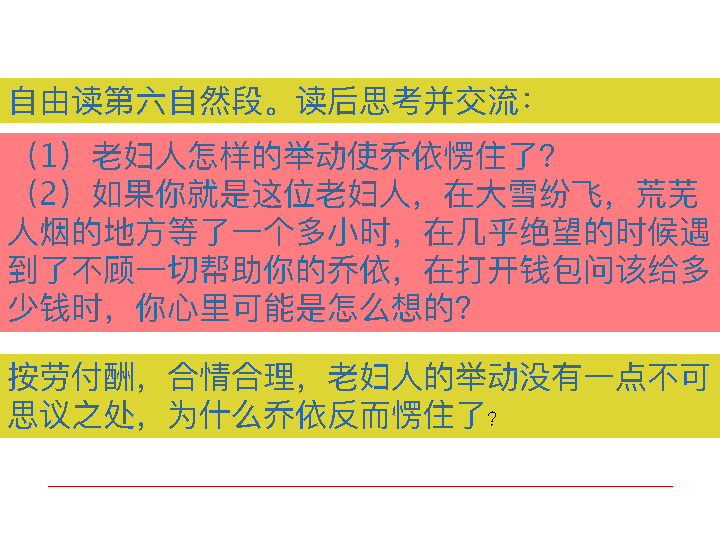 自由读第六自然段。读后思考并交流：
（1）老妇人怎样的举动使乔依愣住了？
（2）如果你就是这位老妇人，在大雪纷飞，荒芜
人烟的地方等了一个多小时，在几乎绝望的时候遇
到了不顾一切帮助你的乔依，在打开钱包问该给多
少钱时，你心里可能是怎么想的？
按劳付酬，合情合理，老妇人的举动没有一点不可
思议之处，为什么乔依反而愣住了？